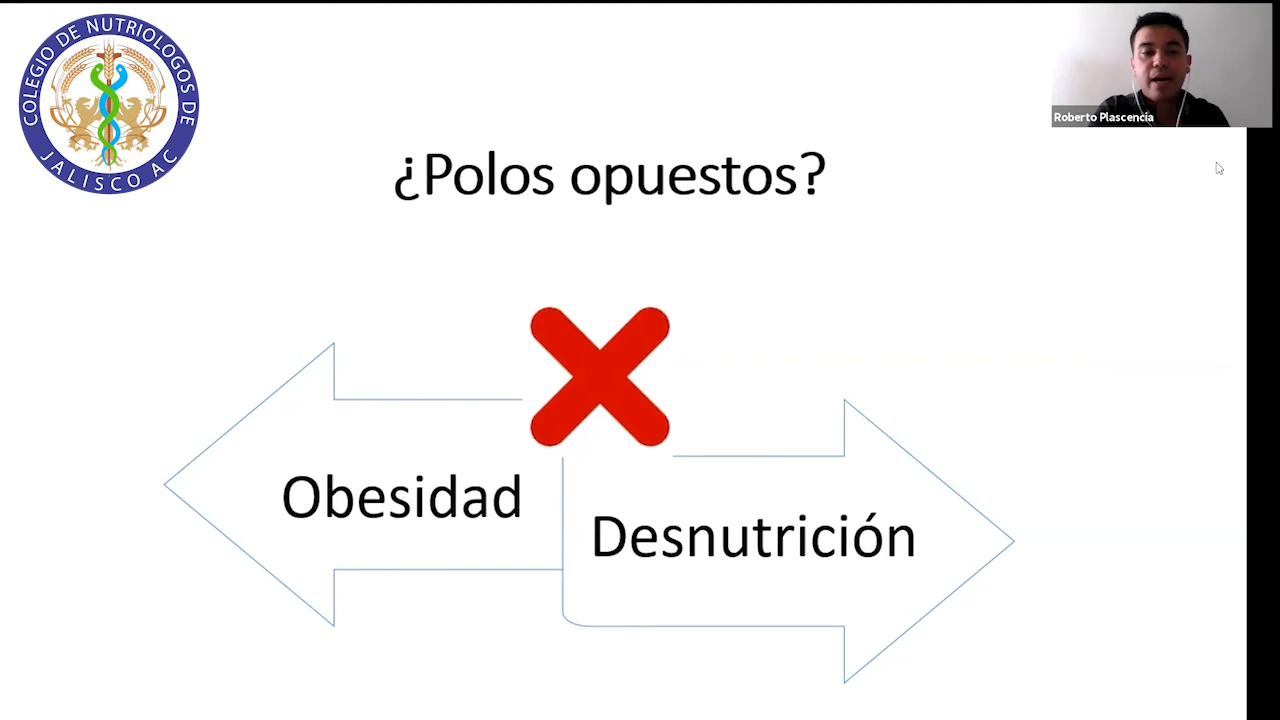 COLEGIO DE NUTRIOLOGOS DE
JALISCO AC
Roberto Plascencia
¿Polos opuestos?
Obesidad
Desnutrición